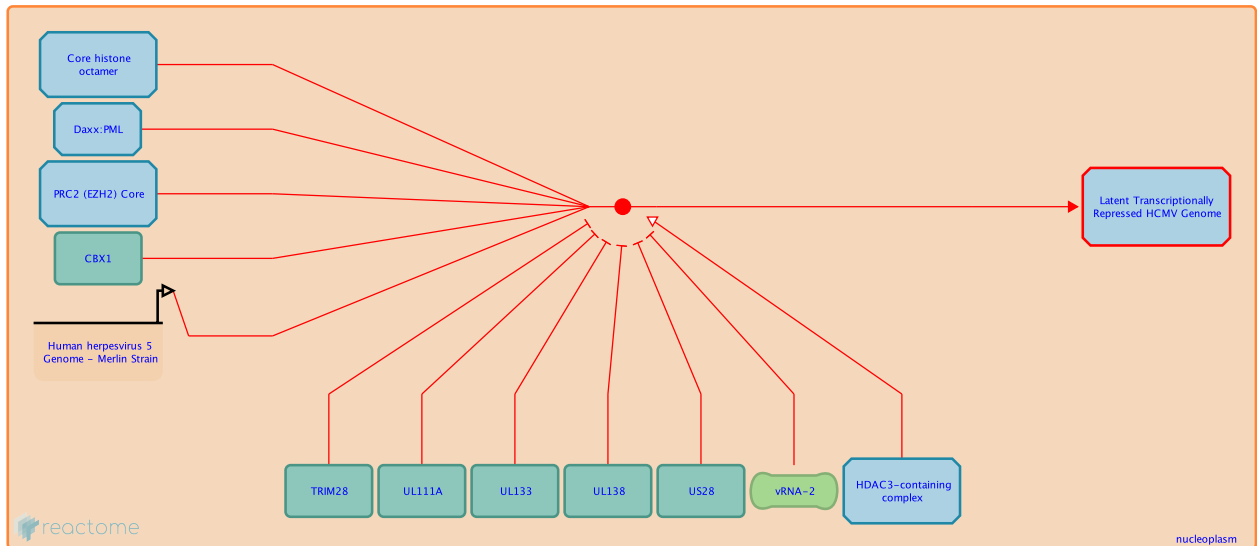 Core histone
octamer
Daxx:PML
PRC2 (EZH2) Core
CBX1
Human herpesvirus 5
Genome - Merlin Strain
Latent Transcriptionally
Repressed HCMV Genome
TRIM28
UL111A
UL133
UL138
US28
vRNA-2
HDAC3-containing
complex
reactome
nucleoplasm